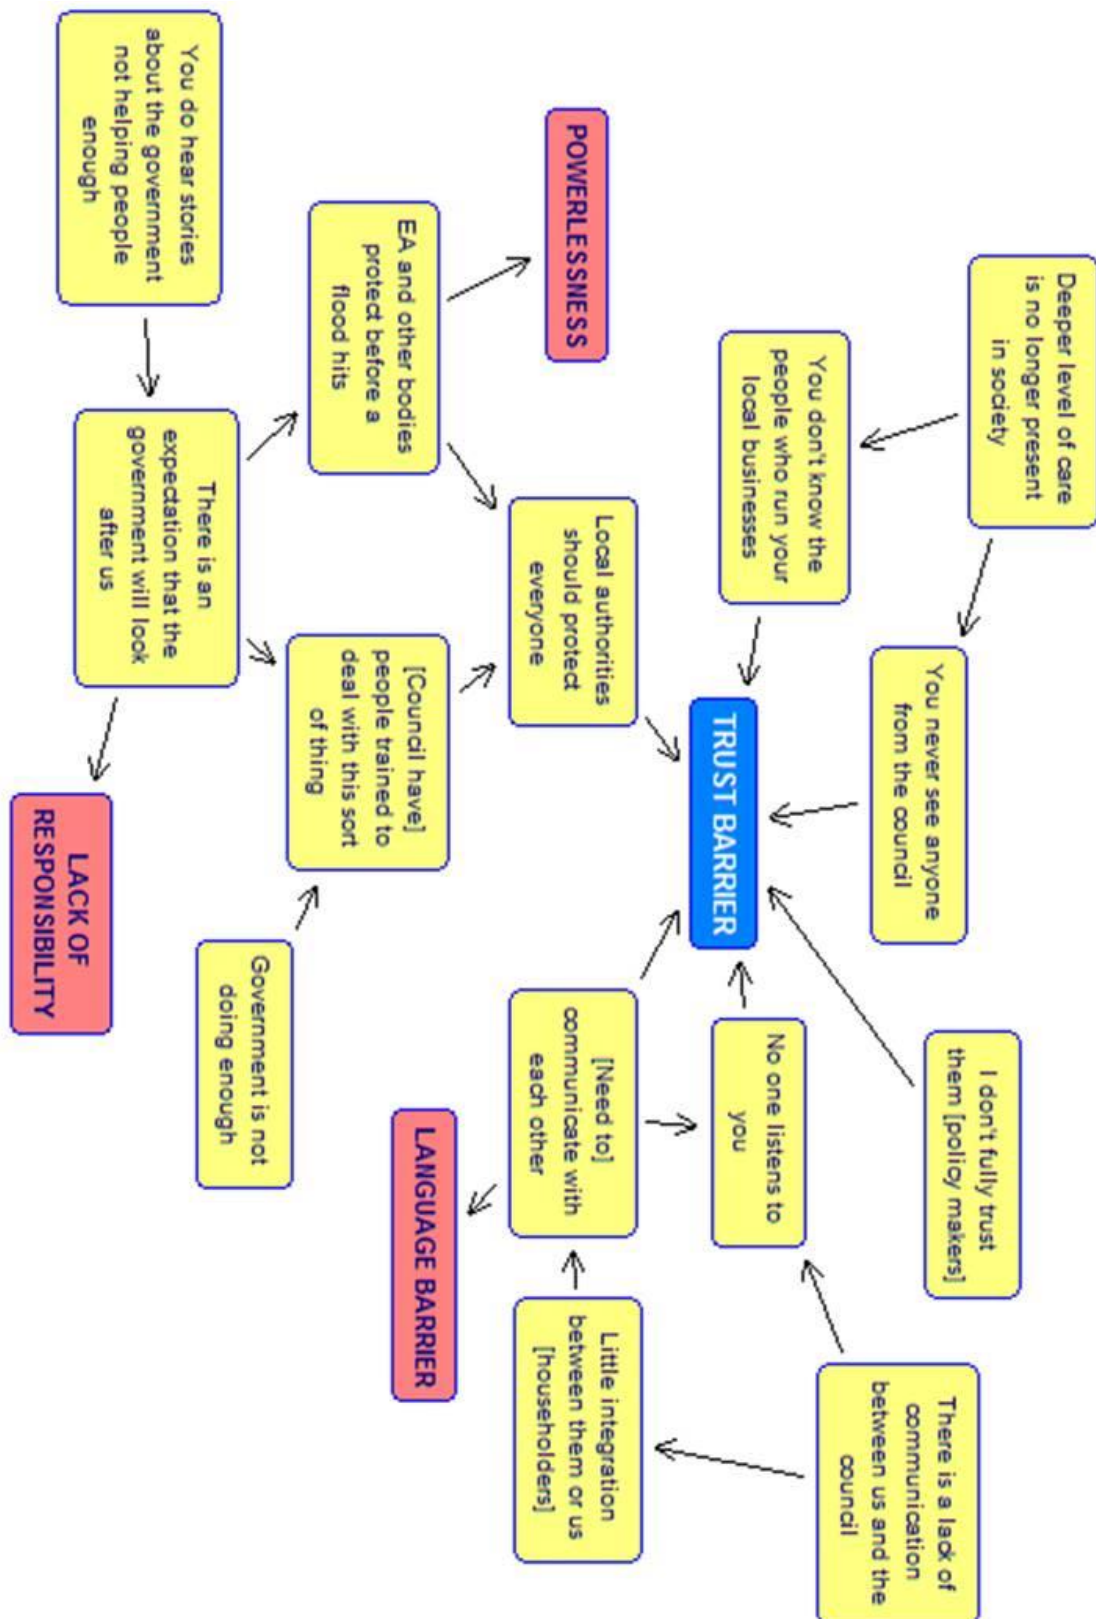 Deeper level of care
is no longer present
in society
You never see anyone
from the council
I don't fully trust
them [policy makers]
There is a lack of
communication
between us and the
council
You don't know the
people who run your
local businesses
TRUST BARRIER
No one listens to
you
POWERLESSNESS
Local authorities
should protect
everyone
[Need to]
communicate with
each other
Little integration
between them or us
[householders]
EA and other bodies
protect before a
flood hits
[Council have]
people trained to
deal with this sort
of thing
LANGUAGE BARRIER
You do hear stories
about the government
not helping people
enough
There is an
expectation that the
government will look
after us
Government is not
doing enough
LACK OF
RESPONSIBILITY